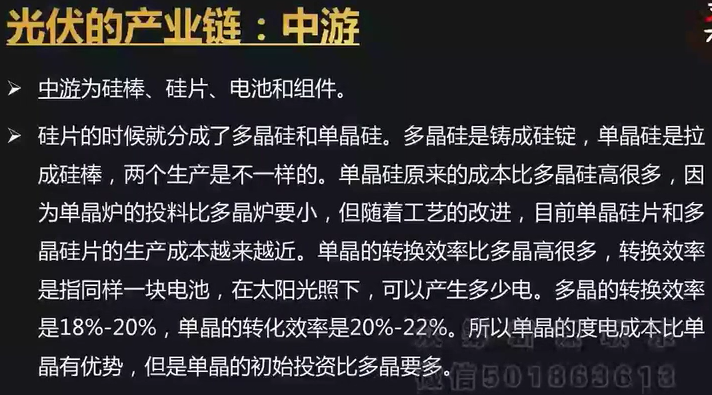 光伏的产业链：中游
➢ 中游为硅棒、硅片、电池和组件。
➢ 硅片的时候就分成了多晶硅和单晶硅。多晶硅是铸成硅锭，单晶硅是拉
成硅棒，两个生产是不一样的。单晶硅原来的成本比多晶硅高很多，因
为单晶炉的投料比多晶炉要小，但随着工艺的改进，目前单晶硅片和多
晶硅片的生产成本越来越近。单晶的转换效率比多晶高很多，转换效率
是指同样一块电池，在太阳光照下，可以产生多少电。多晶的转换效率
是18%-20%，单晶的转化效率是20%-22%。所以单晶的度电成本比单
晶有优势，但是单晶的初始投资比多晶要多。
微信501863613